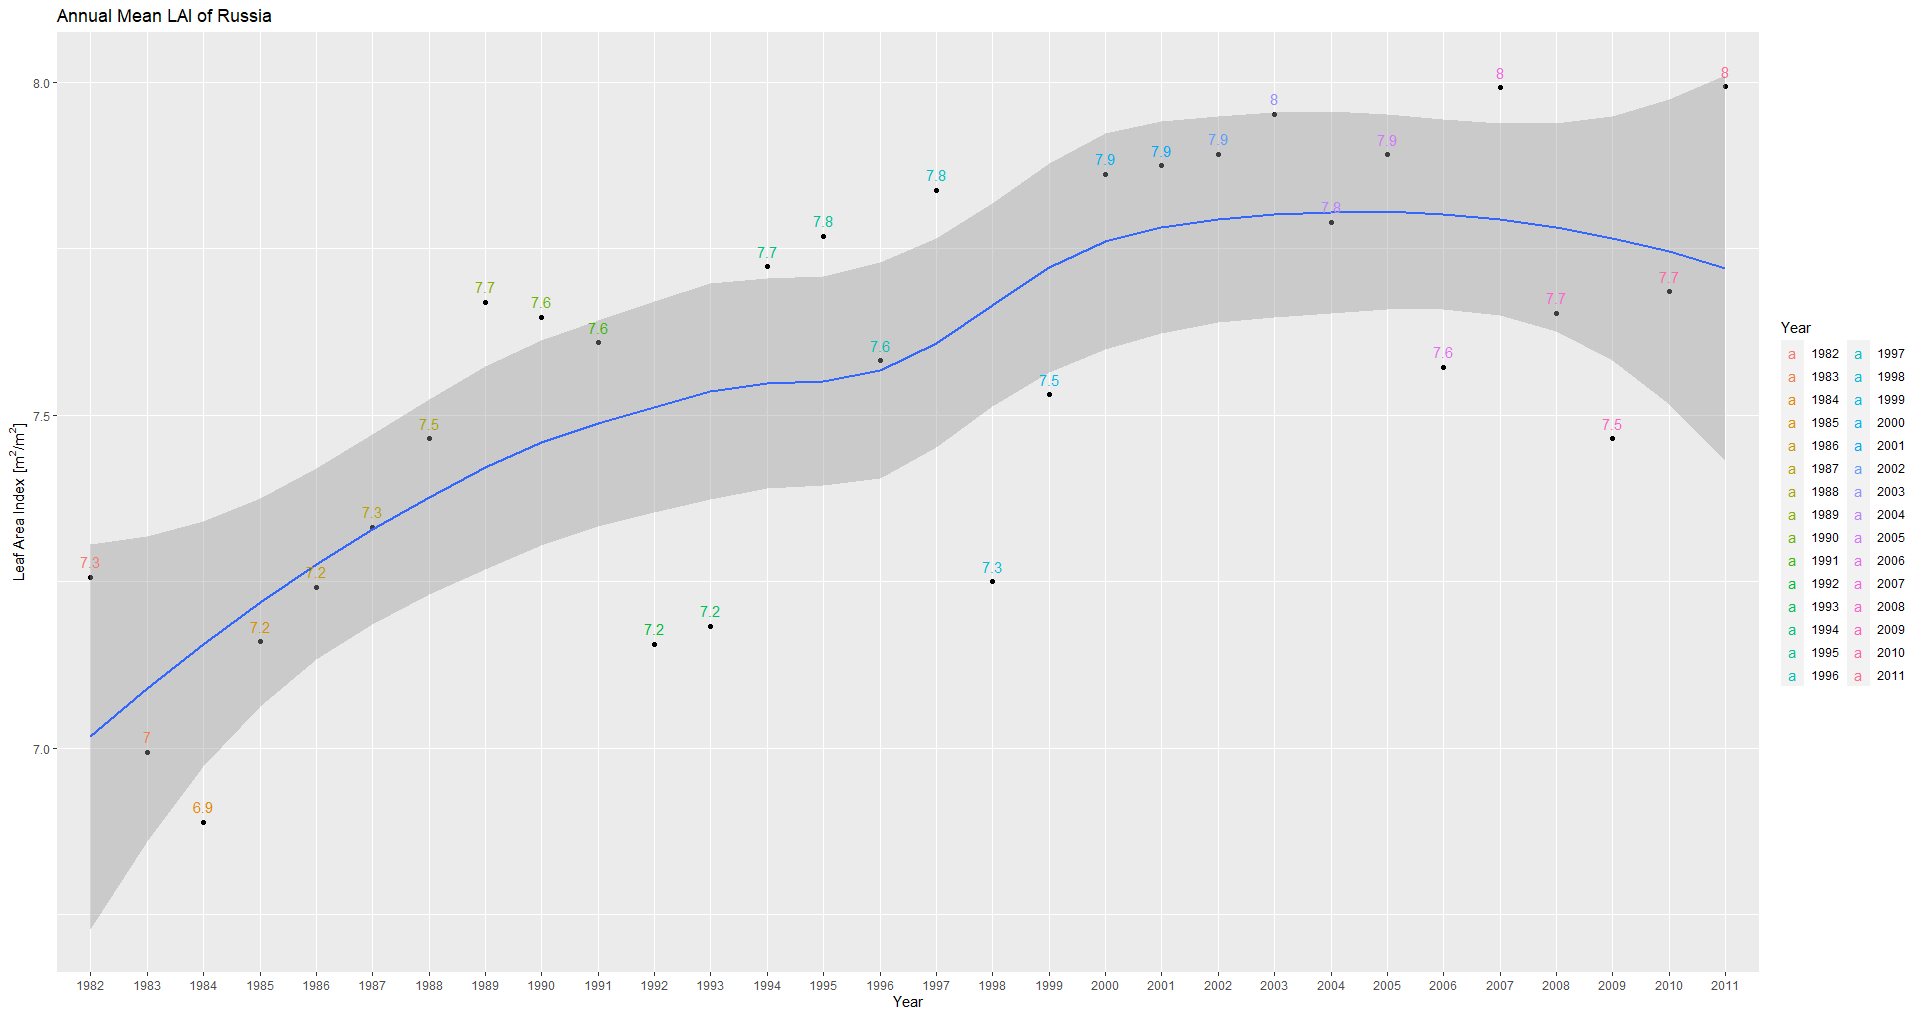 Annual Mean LAI of Russia
Leaf Area Index [m²/m²]
8.0
7.5
7.0
7.3
7
6.9
7.2
7.2
7.3
7.5
7.7
7.6
7.6
7.2
7.2
7.7
7.8
7.6
7.8
7.3
7.5
7.9
7.9
7.9
8
7.8
7.9
7.6
8
7.7
7.5
7.7
8
1982 1983 1984 1985 1986 1987 1988 1989 1990 1991 1992 1993 1994 1995 1996 1997 1998 1999 2000 2001 2002 2003 2004 2005 2006 2007 2008 2009 2010 2011
Year
Year
a 1982 a 1997
a 1983 a 1998
a 1984 a 1999
a 1985 a 2000
a 1986 a 2001
a 1987 a 2002
a 1988 a 2003
a 1989 a 2004
a 1990 a 2005
a 1991 a 2006
a 1992 a 2007
a 1993 a 2008
a 1994 a 2009
a 1995 a 2010
a 1996 a 2011